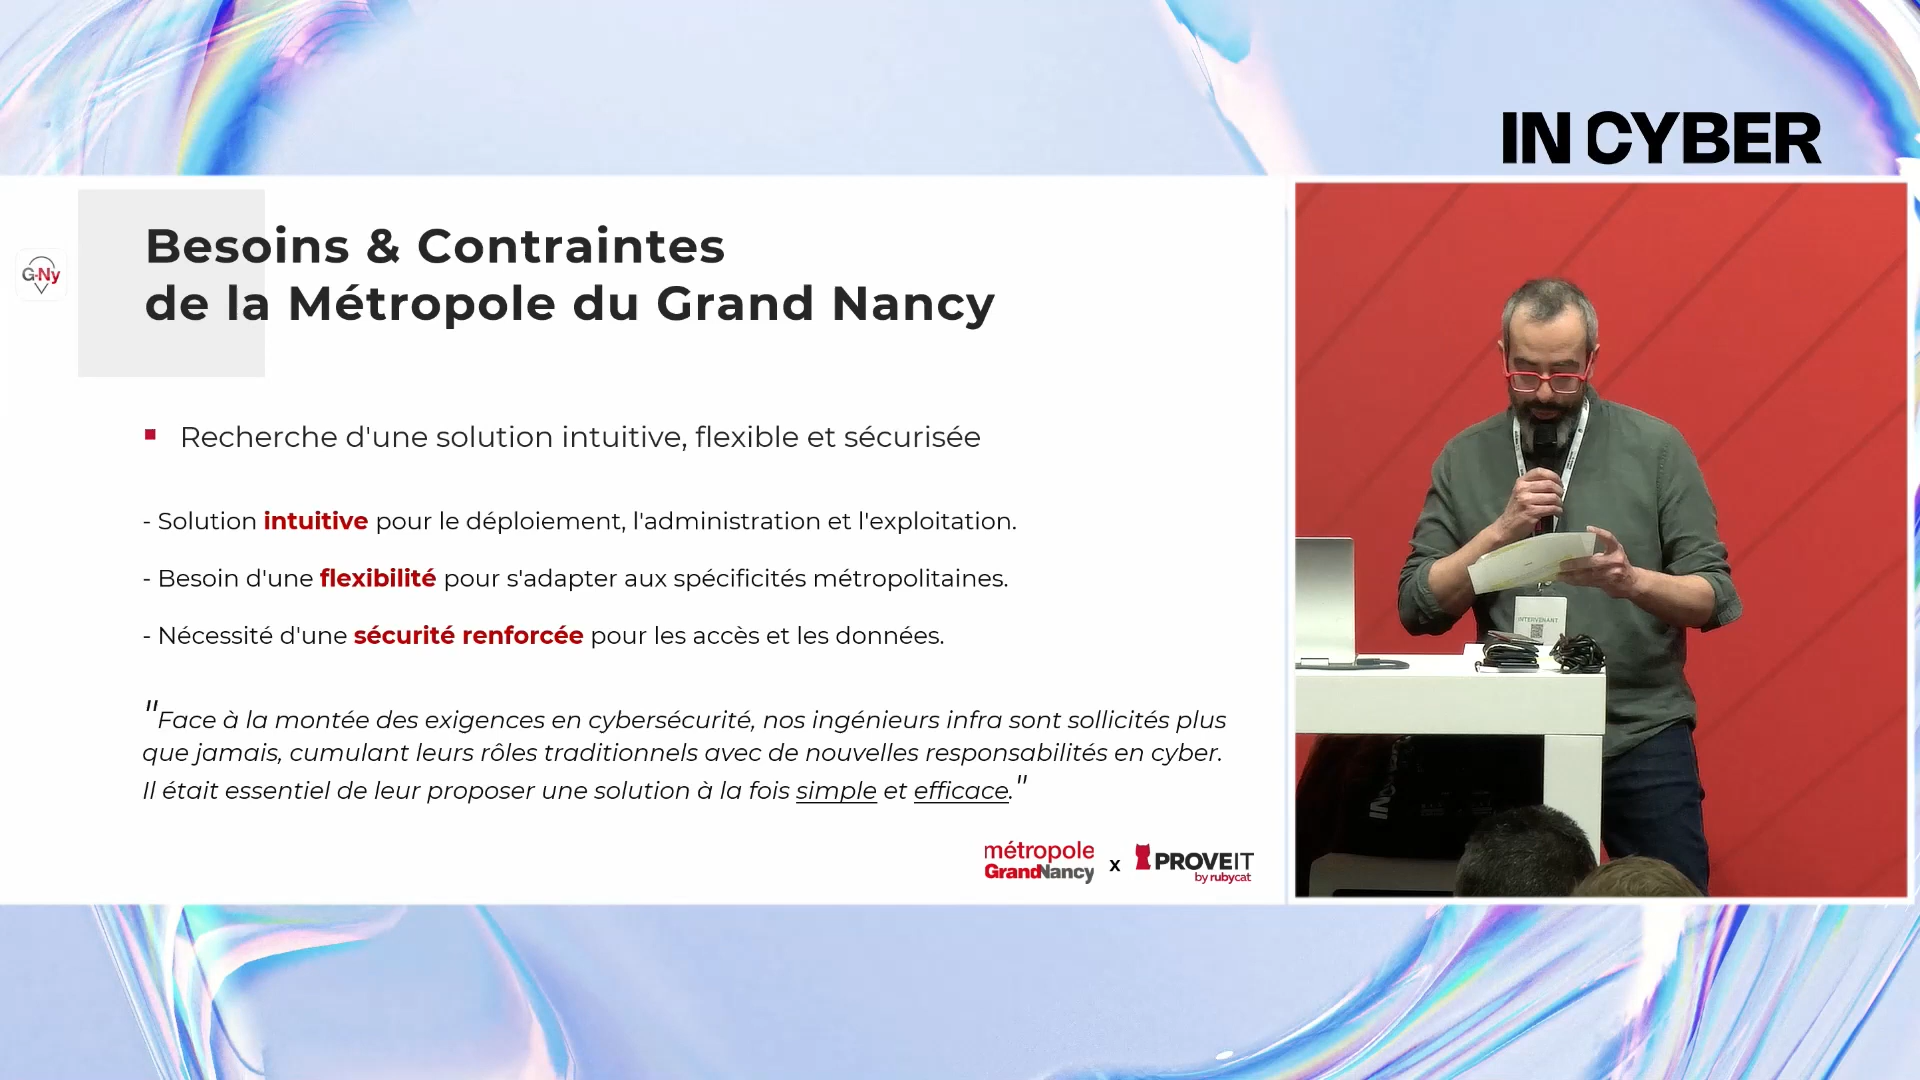 IN CYBER
G-Ny
Besoins & Contraintes
de la Métropole du Grand Nancy
Recherche d'une solution intuitive, flexible et sécurisée
- Solution intuitive pour le déploiement, l'administration et l'exploitation.
- Besoin d'une flexibilité pour s'adapter aux spécificités métropolitaines.
- Nécessité d'une sécurité renforcée pour les accès et les données.
"Face à la montée des exigences en cybersécurité, nos ingénieurs infra sont sollicités plus
que jamais, cumulant leurs rôles traditionnels avec de nouvelles responsabilités en cyber.
Il était essentiel de leur proposer une solution à la fois simple et efficace."
métropole
GrandNancy
x
PROVEIT
by rubycat
INTERVENANT
IN